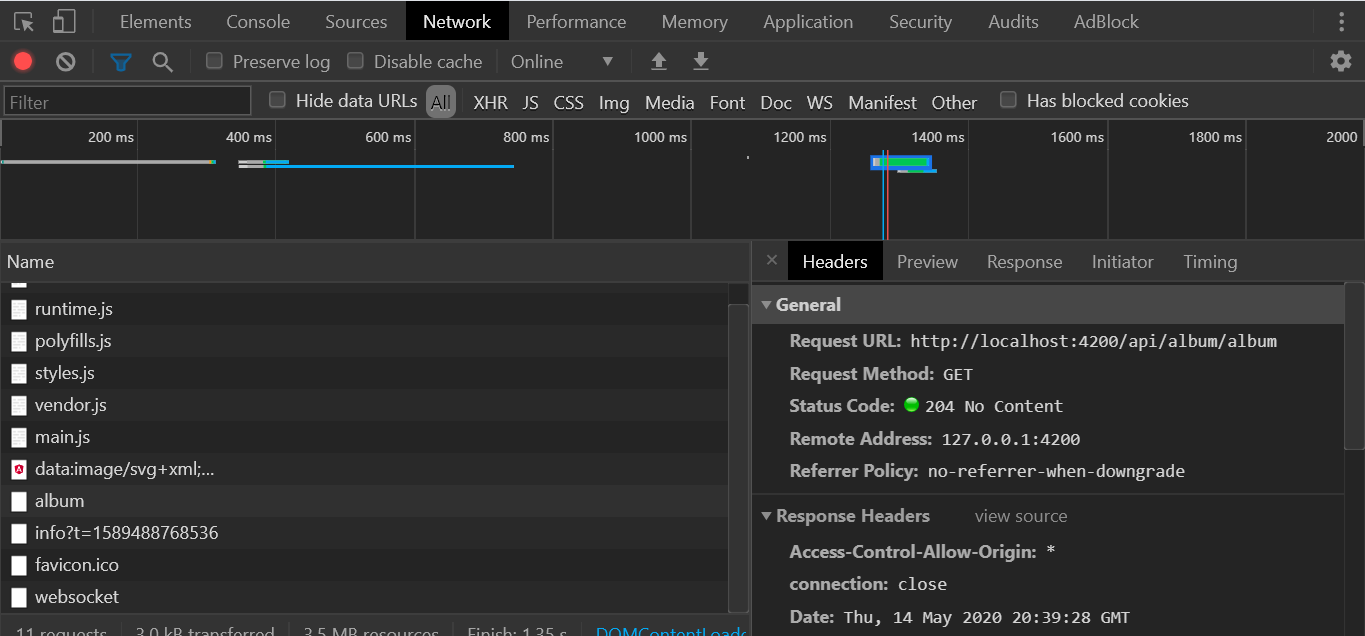 Elements Console Sources Network Performance Memory Application Security Audits AdBlock
Preserve log Disable cache Online
Filter Hide data URLs All XHR JS CSS Img Media Font Doc WS Manifest Other Has blocked cookies
200 ms 400 ms 600 ms 800 ms 1000 ms 1200 ms 1400 ms 1600 ms 1800 ms 2000
Name
runtime.js
polyfills.js
styles.js
vendor.js
main.js
data:image/svg+xml;...
album
info?t=1589488768536
favicon.ico
websocket
11 requests 3.0 kB transferred 3.5 MB resources Finish: 1.35 s DOMContentLoade
× Headers Preview Response Initiator Timing
General
Request URL: http://localhost:4200/api/album/album
Request Method: GET
Status Code: 204 No Content
Remote Address: 127.0.0.1:4200
Referrer Policy: no-referrer-when-downgrade
Response Headers view source
Access-Control-Allow-Origin: *
connection: close
Date: Thu, 14 May 2020 20:39:28 GMT